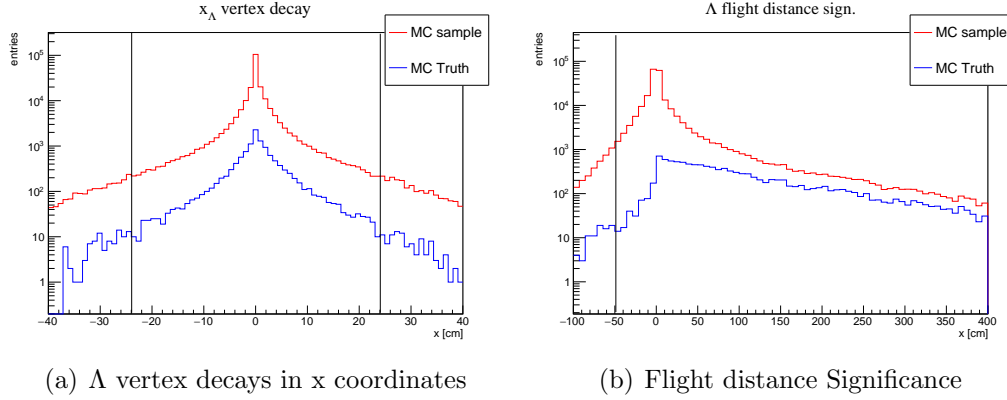 x_Λ vertex decay
entries
MC sample
MC Truth
10^5
10^4
10^3
10^2
10
1
−40 −30 −20 −10 0 10 20 30 40
x [cm]
(a) Λ vertex decays in x coordinates
Λ flight distance sign.
entries
MC sample
MC Truth
10^5
10^4
10^3
10^2
10
1
−100 −50 0 50 100 150 200 250 300 350 400
x [cm]
(b) Flight distance Significance